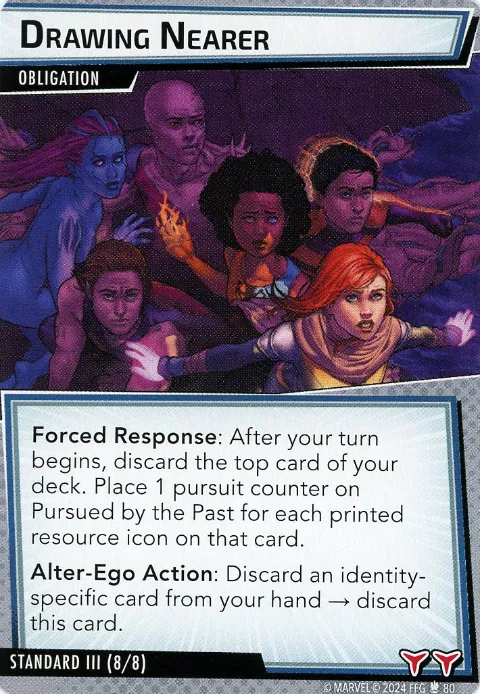 DRAWING NEARER
OBLIGATION
Forced Response: After your turn
begins, discard the top card of your
deck. Place 1 pursuit counter on
Pursued by the Past for each printed
resource icon on that card.
Alter-Ego Action: Discard an identity-
specific card from your hand → discard
this card.
STANDARD III (8/8)
© MARVEL © 2024 FFG 80